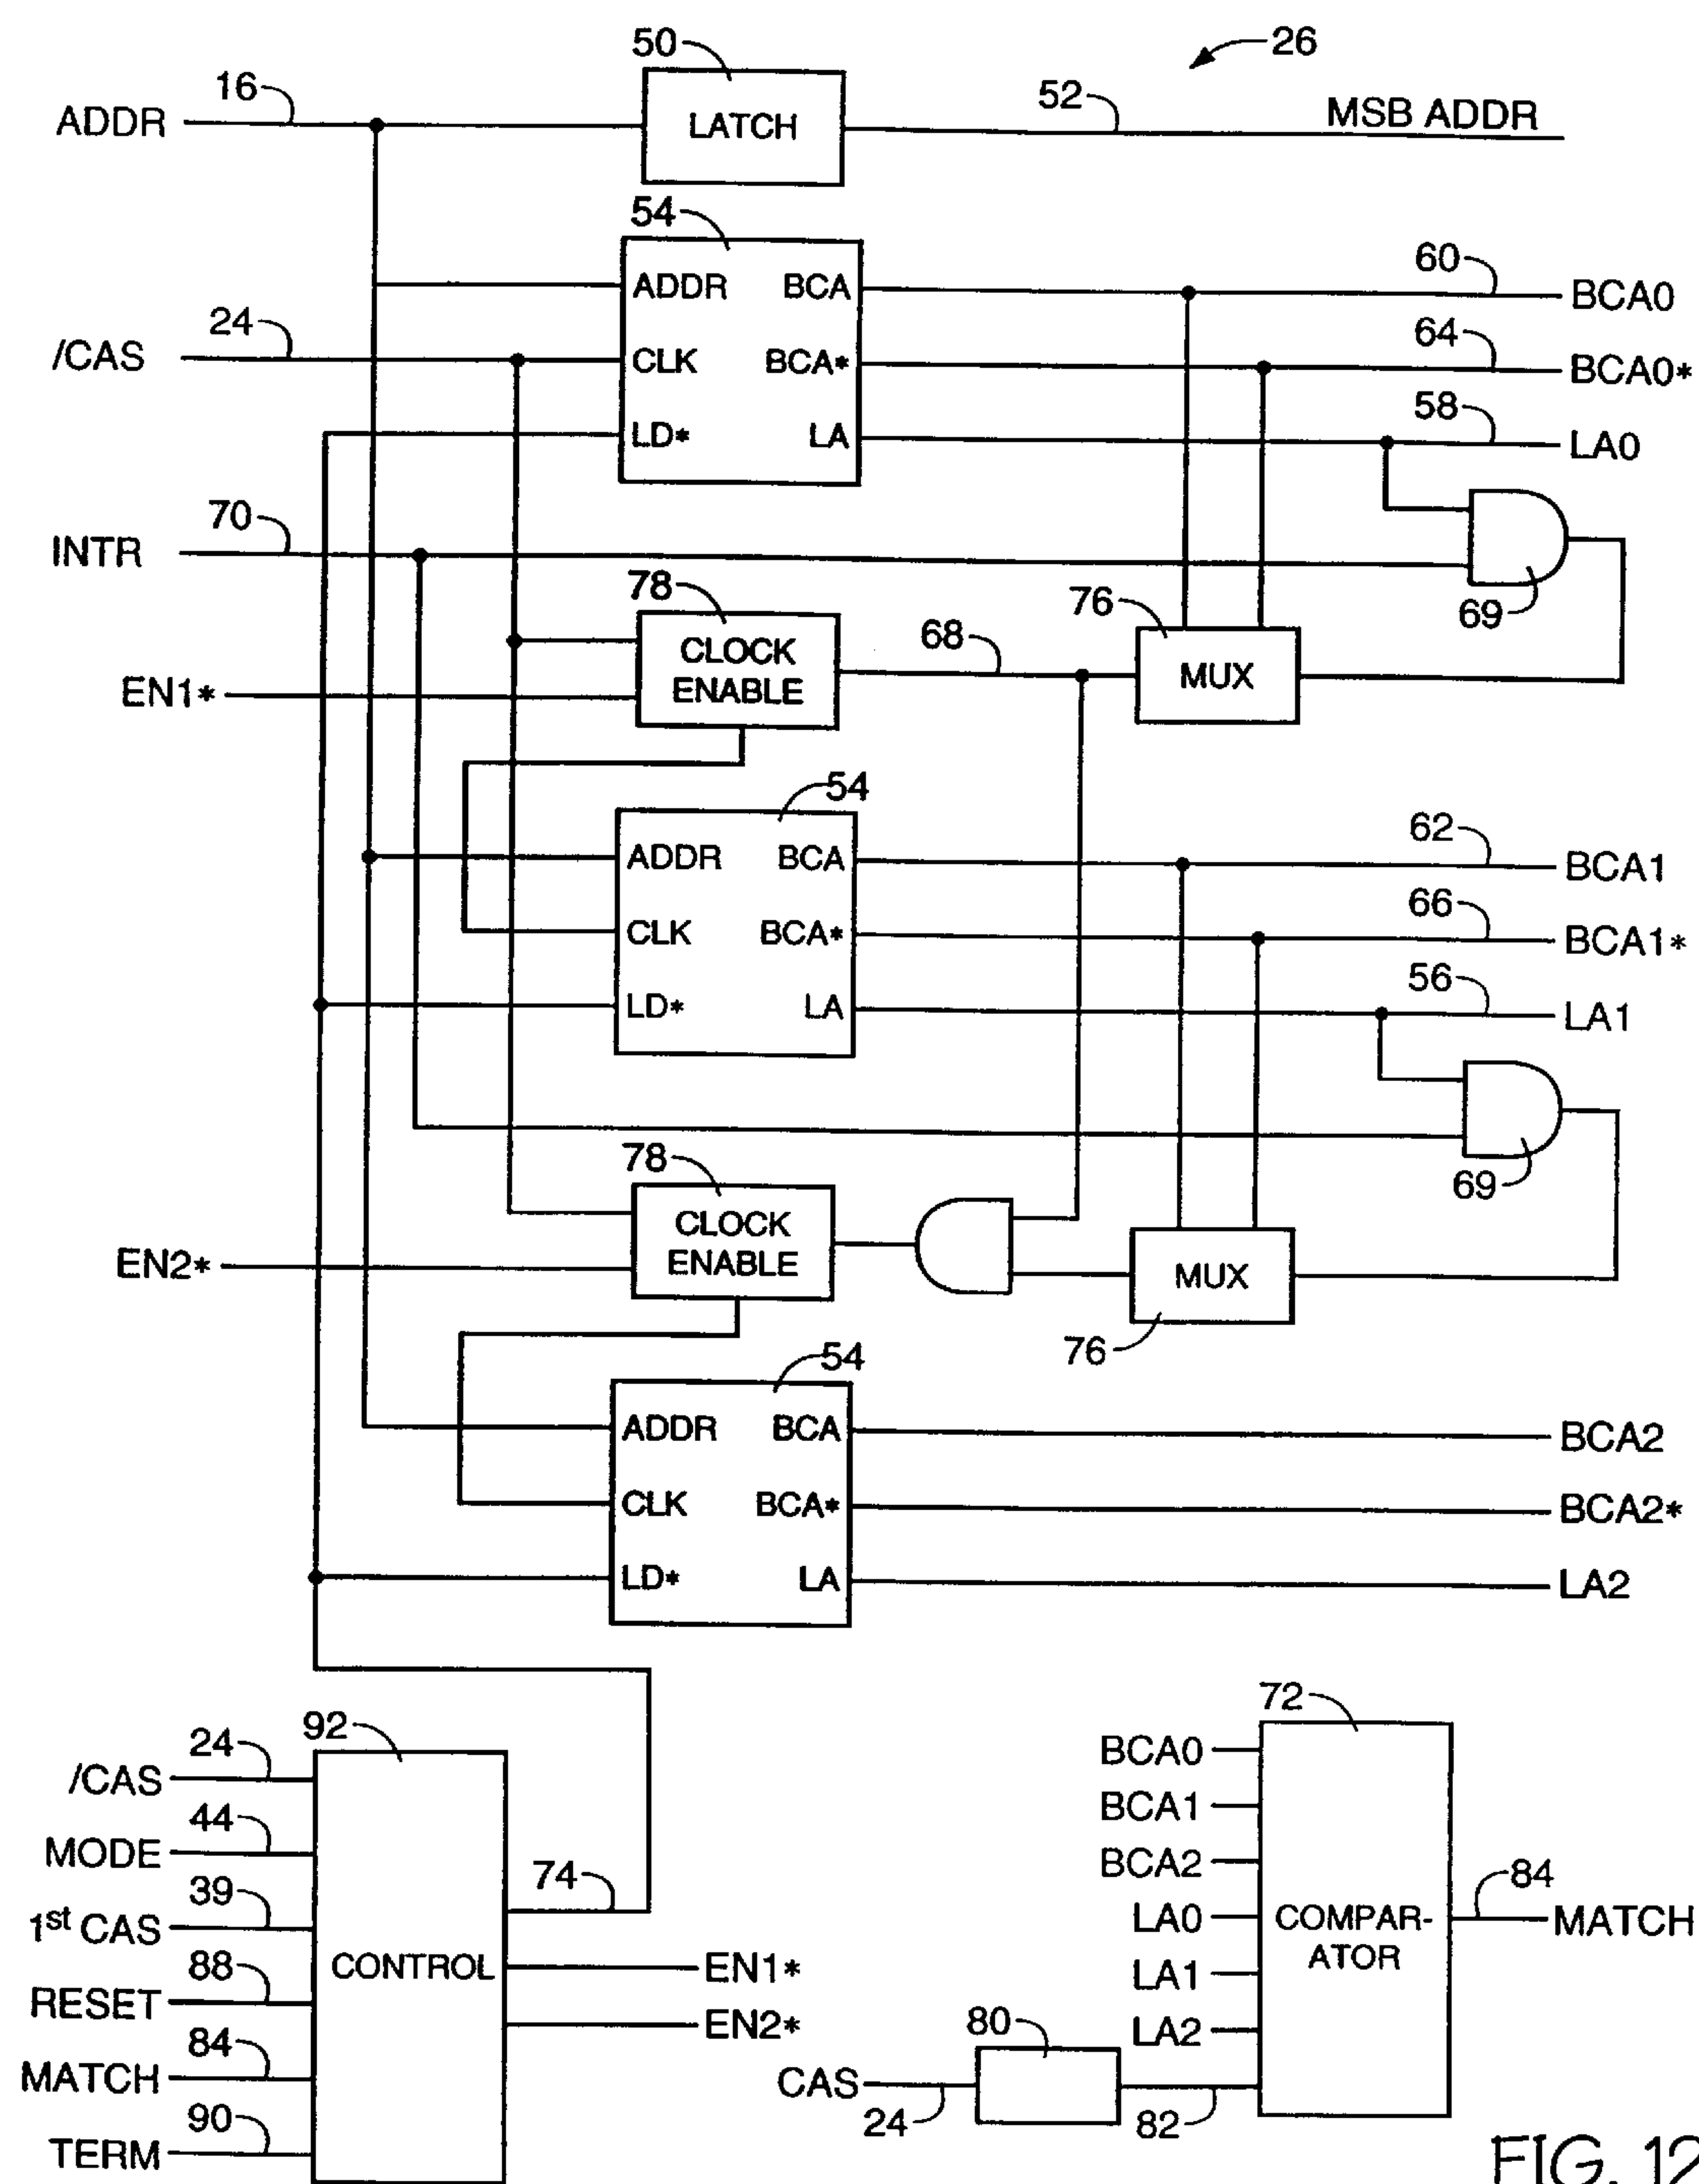 50
26
ADDR 16
LATCH
52
MSB ADDR
54
ADDR BCA
60 BCA0
/CAS 24
CLK BCA*
64 BCA0*
LD* LA
58 LA0
INTR 70
69
78
CLOCK
ENABLE
68
76
MUX
EN1*
54
ADDR BCA
62 BCA1
CLK BCA*
66 BCA1*
LD* LA
56 LA1
69
78
CLOCK
ENABLE
EN2*
MUX
76
54
ADDR BCA
BCA2
CLK BCA*
BCA2*
LD* LA
LA2
92
/CAS 24
MODE 44
1st CAS 39
RESET 88
MATCH 84
TERM 90
CONTROL
74
EN1*
EN2*
72
BCA0
BCA1
BCA2
LA0
LA1
LA2
COMPAR-
ATOR
84
MATCH
80
CAS
24
82
FIG. 12